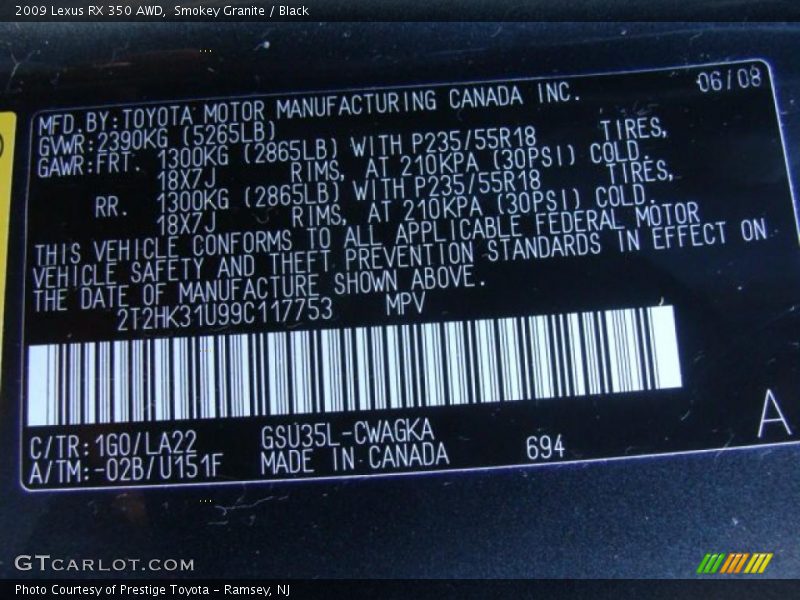 2009 Lexus RX 350 AWD, Smokey Granite / Black
06/08
MFD.BY:TOYOTA MOTOR MANUFACTURING CANADA INC.
GVWR:2390KG (5265LB)
GAWR:FRT. 1300KG (2865LB) WITH P235/55R18 TIRES,
18X7J RIMS, AT 210KPA (30PSI) COLD.
RR. 1300KG (2865LB) WITH P235/55R18 TIRES,
18X7J RIMS, AT 210KPA (30PSI) COLD.
THIS VEHICLE CONFORMS TO ALL APPLICABLE FEDERAL MOTOR
VEHICLE SAFETY AND THEFT PREVENTION STANDARDS IN EFFECT ON
THE DATE OF MANUFACTURE SHOWN ABOVE.
2T2HK31U99C117753 MPV
C/TR:1G0/LA22 GSU35L-CWAGKA
A/TM:-02B/U151F MADE IN CANADA 694 A
GTCARLOT.COM
Photo Courtesy of Prestige Toyota - Ramsey, NJ